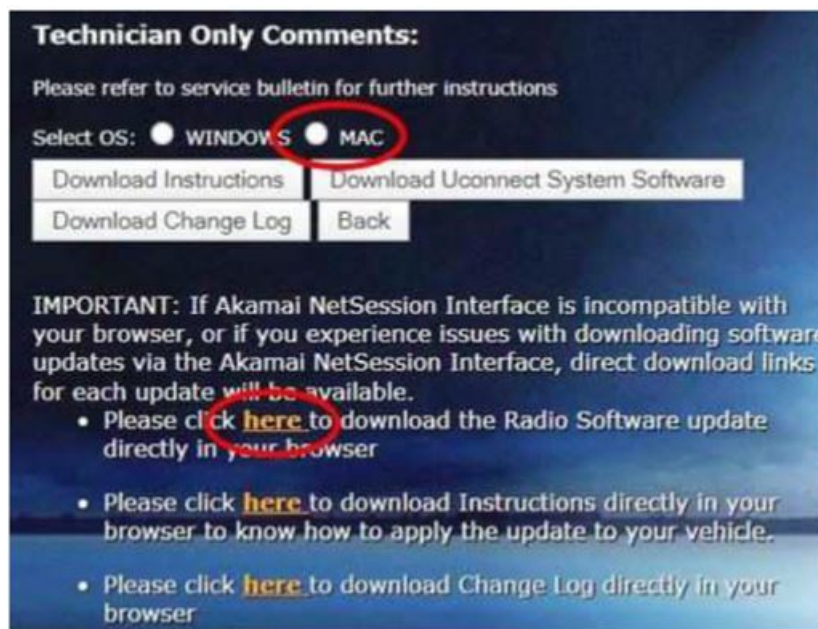 Technician Only Comments:
Please refer to service bulletin for further instructions
Select OS: WINDOWS MAC
Download Instructions Download Uconnect System Software
Download Change Log Back
IMPORTANT: If Akamai NetSession Interface is incompatible with
your browser, or if you experience issues with downloading software
updates via the Akamai NetSession Interface, direct download links
for each update will be available.
• Please click here to download the Radio Software update
directly in your browser
• Please click here to download Instructions directly in your
browser to know how to apply the update to your vehicle.
• Please click here to download Change Log directly in your
browser